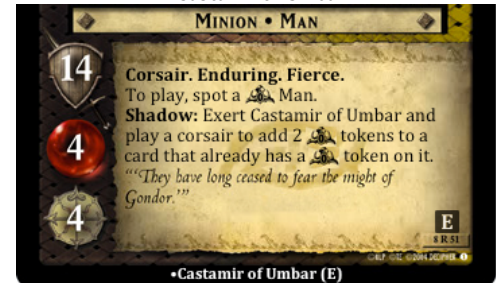 MINION • MAN
14
Corsair. Enduring. Fierce.
To play, spot a Man.
Shadow: Exert Castamir of Umbar and
play a corsair to add 2 tokens to a
card that already has a token on it.
"‘They have long ceased to fear the might of
Gondor.’"
4
4
E
8 R 51
•Castamir of Umbar (E)